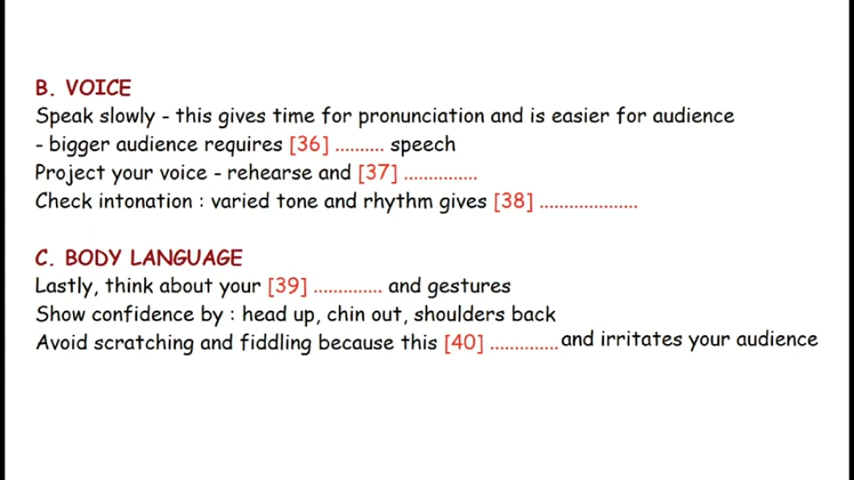 B. VOICE
Speak slowly - this gives time for pronunciation and is easier for audience
- bigger audience requires [36] .......... speech
Project your voice - rehearse and [37] ...............
Check intonation : varied tone and rhythm gives [38] ....................
C. BODY LANGUAGE
Lastly, think about your [39] .............. and gestures
Show confidence by : head up, chin out, shoulders back
Avoid scratching and fiddling because this [40] .............. and irritates your audience